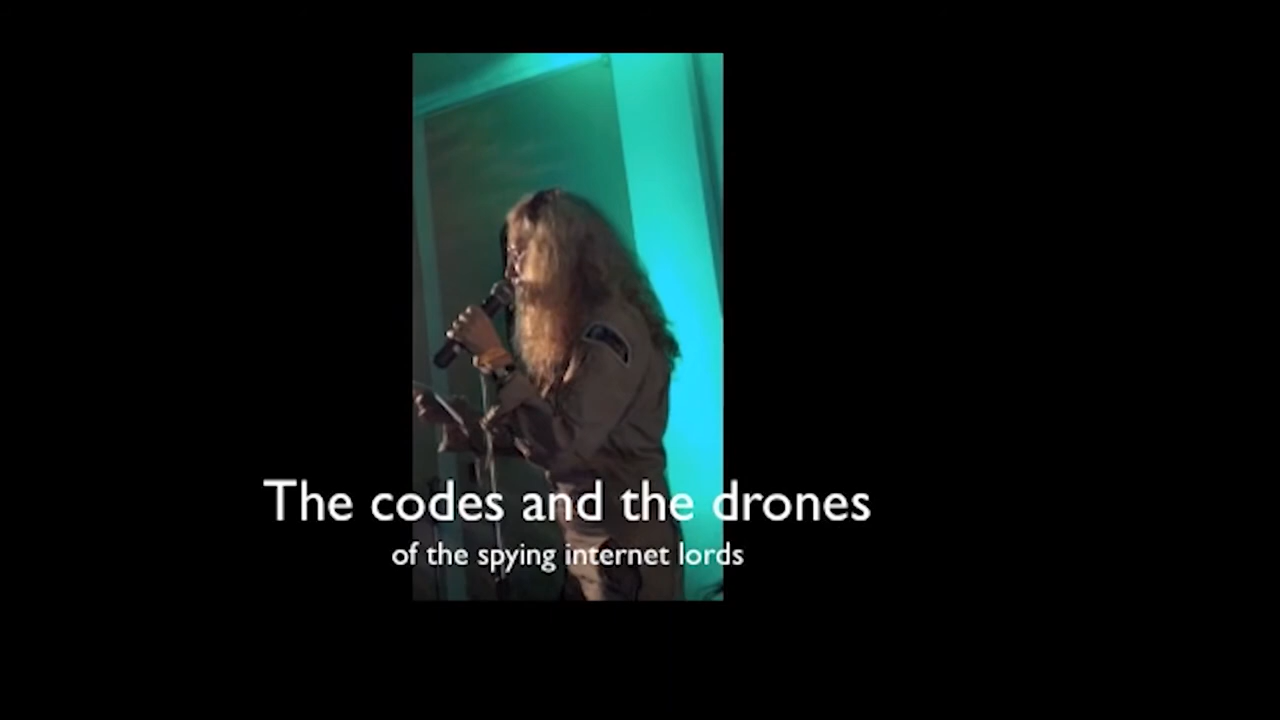 The codes and the drones
of the spying internet lords